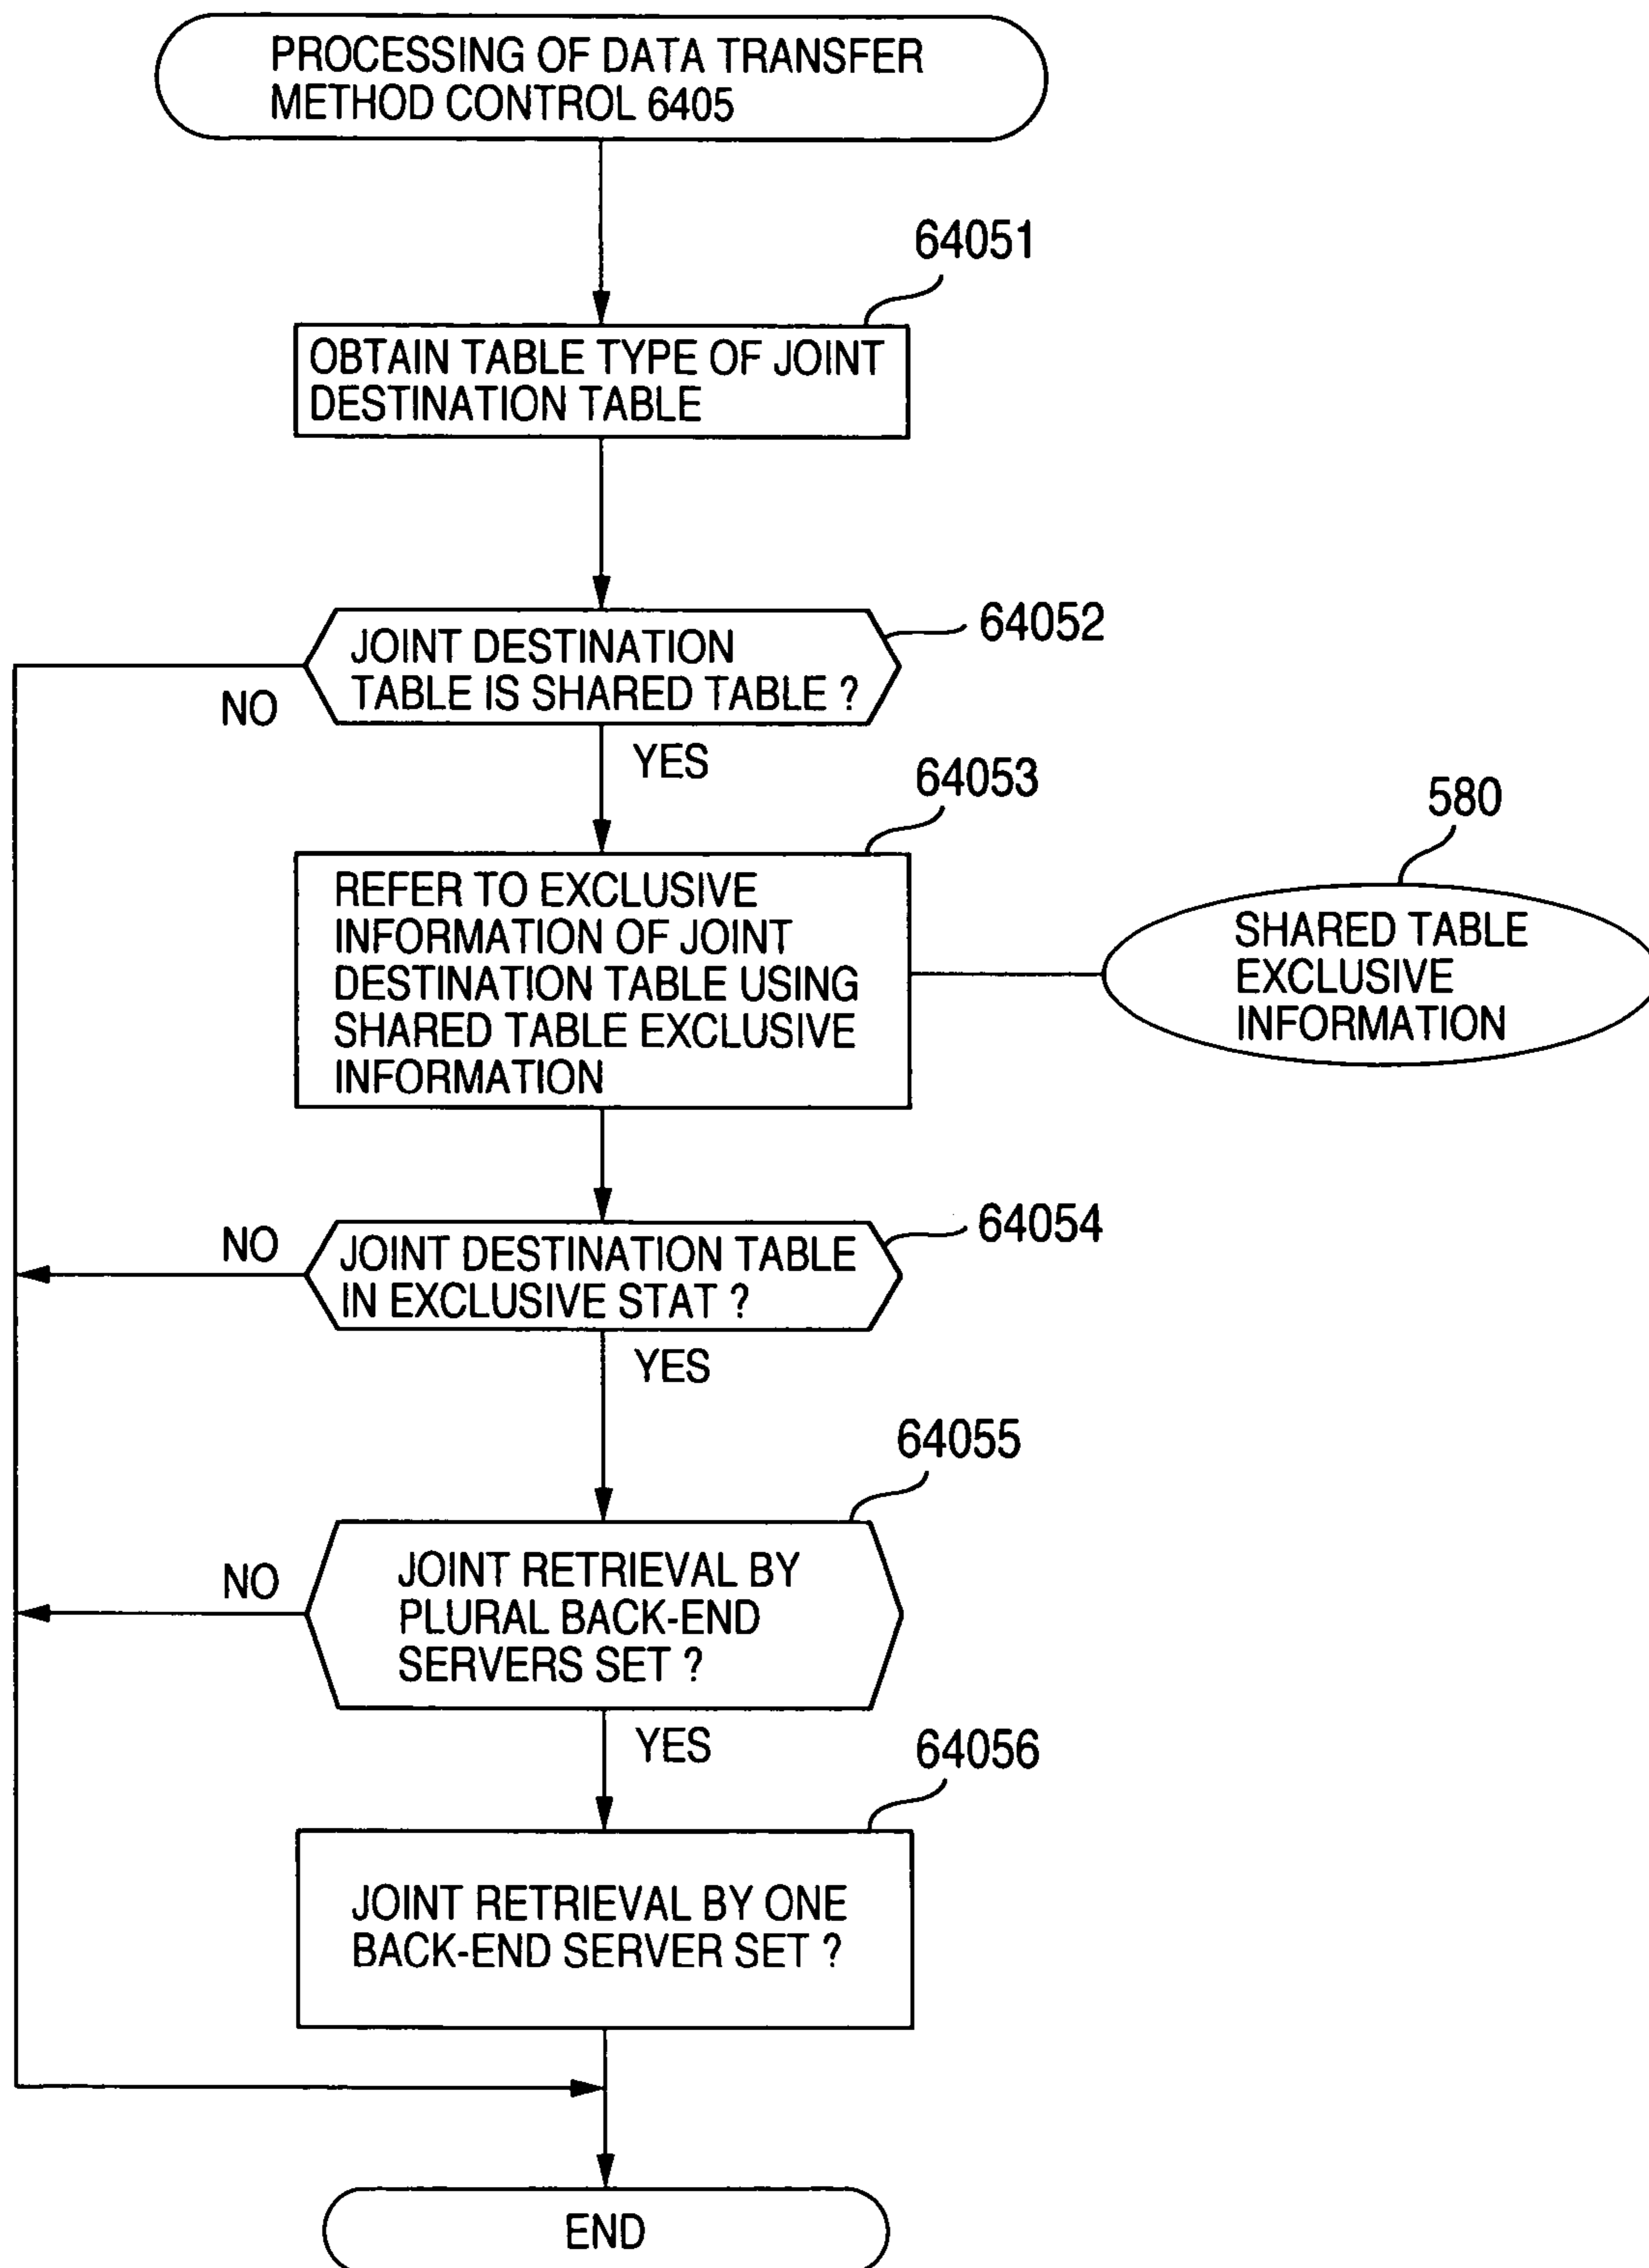 PROCESSING OF DATA TRANSFER
METHOD CONTROL 6405
64051
OBTAIN TABLE TYPE OF JOINT
DESTINATION TABLE
64052
JOINT DESTINATION
TABLE IS SHARED TABLE ?
NO
YES
64053
580
REFER TO EXCLUSIVE
INFORMATION OF JOINT
DESTINATION TABLE USING
SHARED TABLE EXCLUSIVE
INFORMATION
SHARED TABLE
EXCLUSIVE
INFORMATION
64054
NO
JOINT DESTINATION TABLE
IN EXCLUSIVE STAT ?
YES
64055
NO
JOINT RETRIEVAL BY
PLURAL BACK-END
SERVERS SET ?
YES
64056
JOINT RETRIEVAL BY ONE
BACK-END SERVER SET ?
END